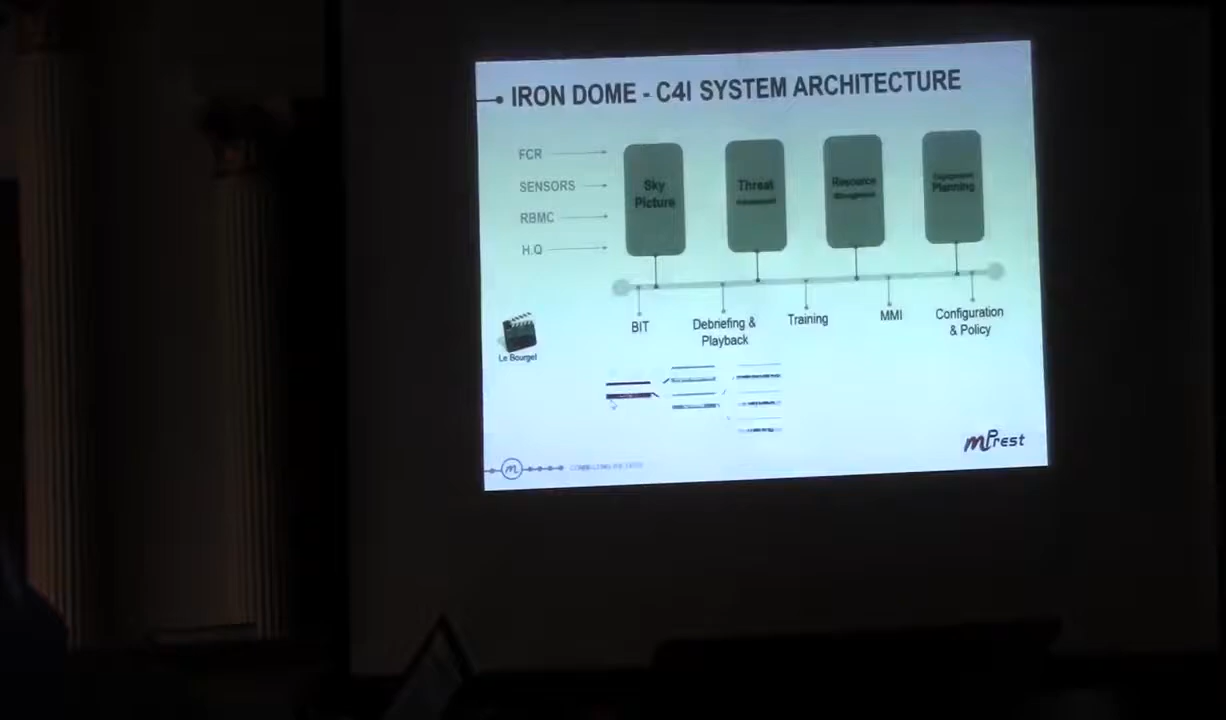 IRON DOME - C4I SYSTEM ARCHITECTURE
FCR
SENSORS
RBMC
H.Q
Sky
Picture
Threat
Resource
Management
Planning
BIT
Debriefing &
Playback
Training
MMI
Configuration
& Policy
Le Bourget
m
mPrest